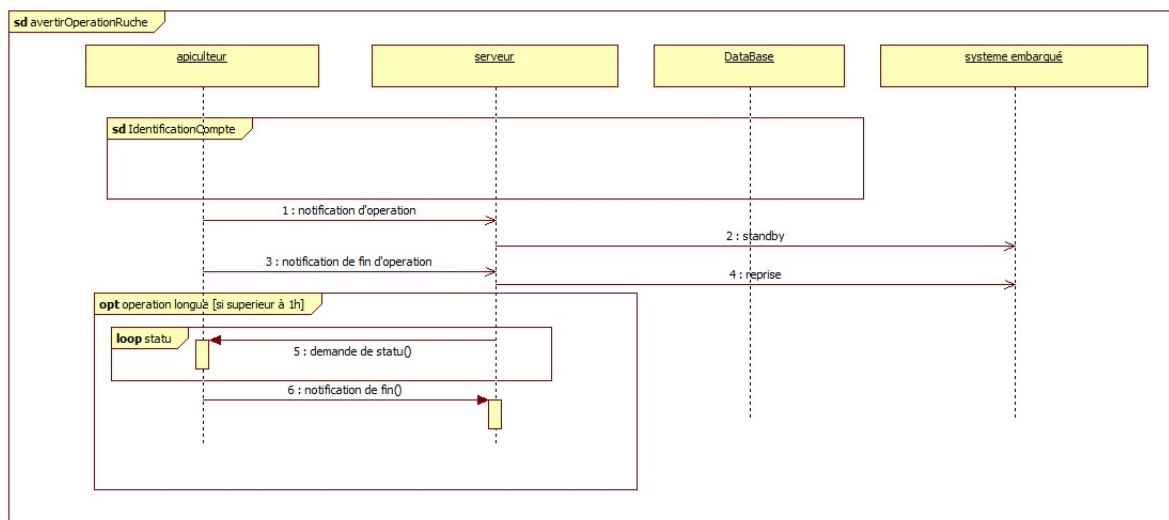 sd avertirOperationRuche
apiculteur
serveur
DataBase
systeme embarqué
sd IdentificationCompte
1 : notification d'operation
2 : standby
3 : notification de fin d'operation
4 : reprise
opt operation longue [si superieur à 1h]
loop statu
5 : demande de statu()
6 : notification de fin()